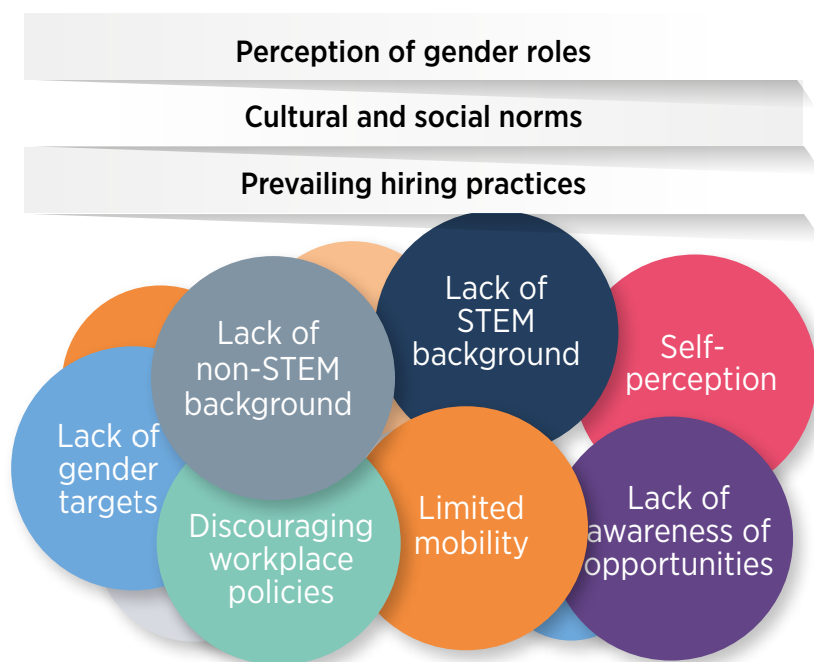 Perception of gender roles
Cultural and social norms
Prevailing hiring practices
Lack of
non-STEM
background
Lack of
STEM
background
Self-
perception
Lack of
gender
targets
Discouraging
workplace
policies
Limited
mobility
Lack of
awareness of
opportunities